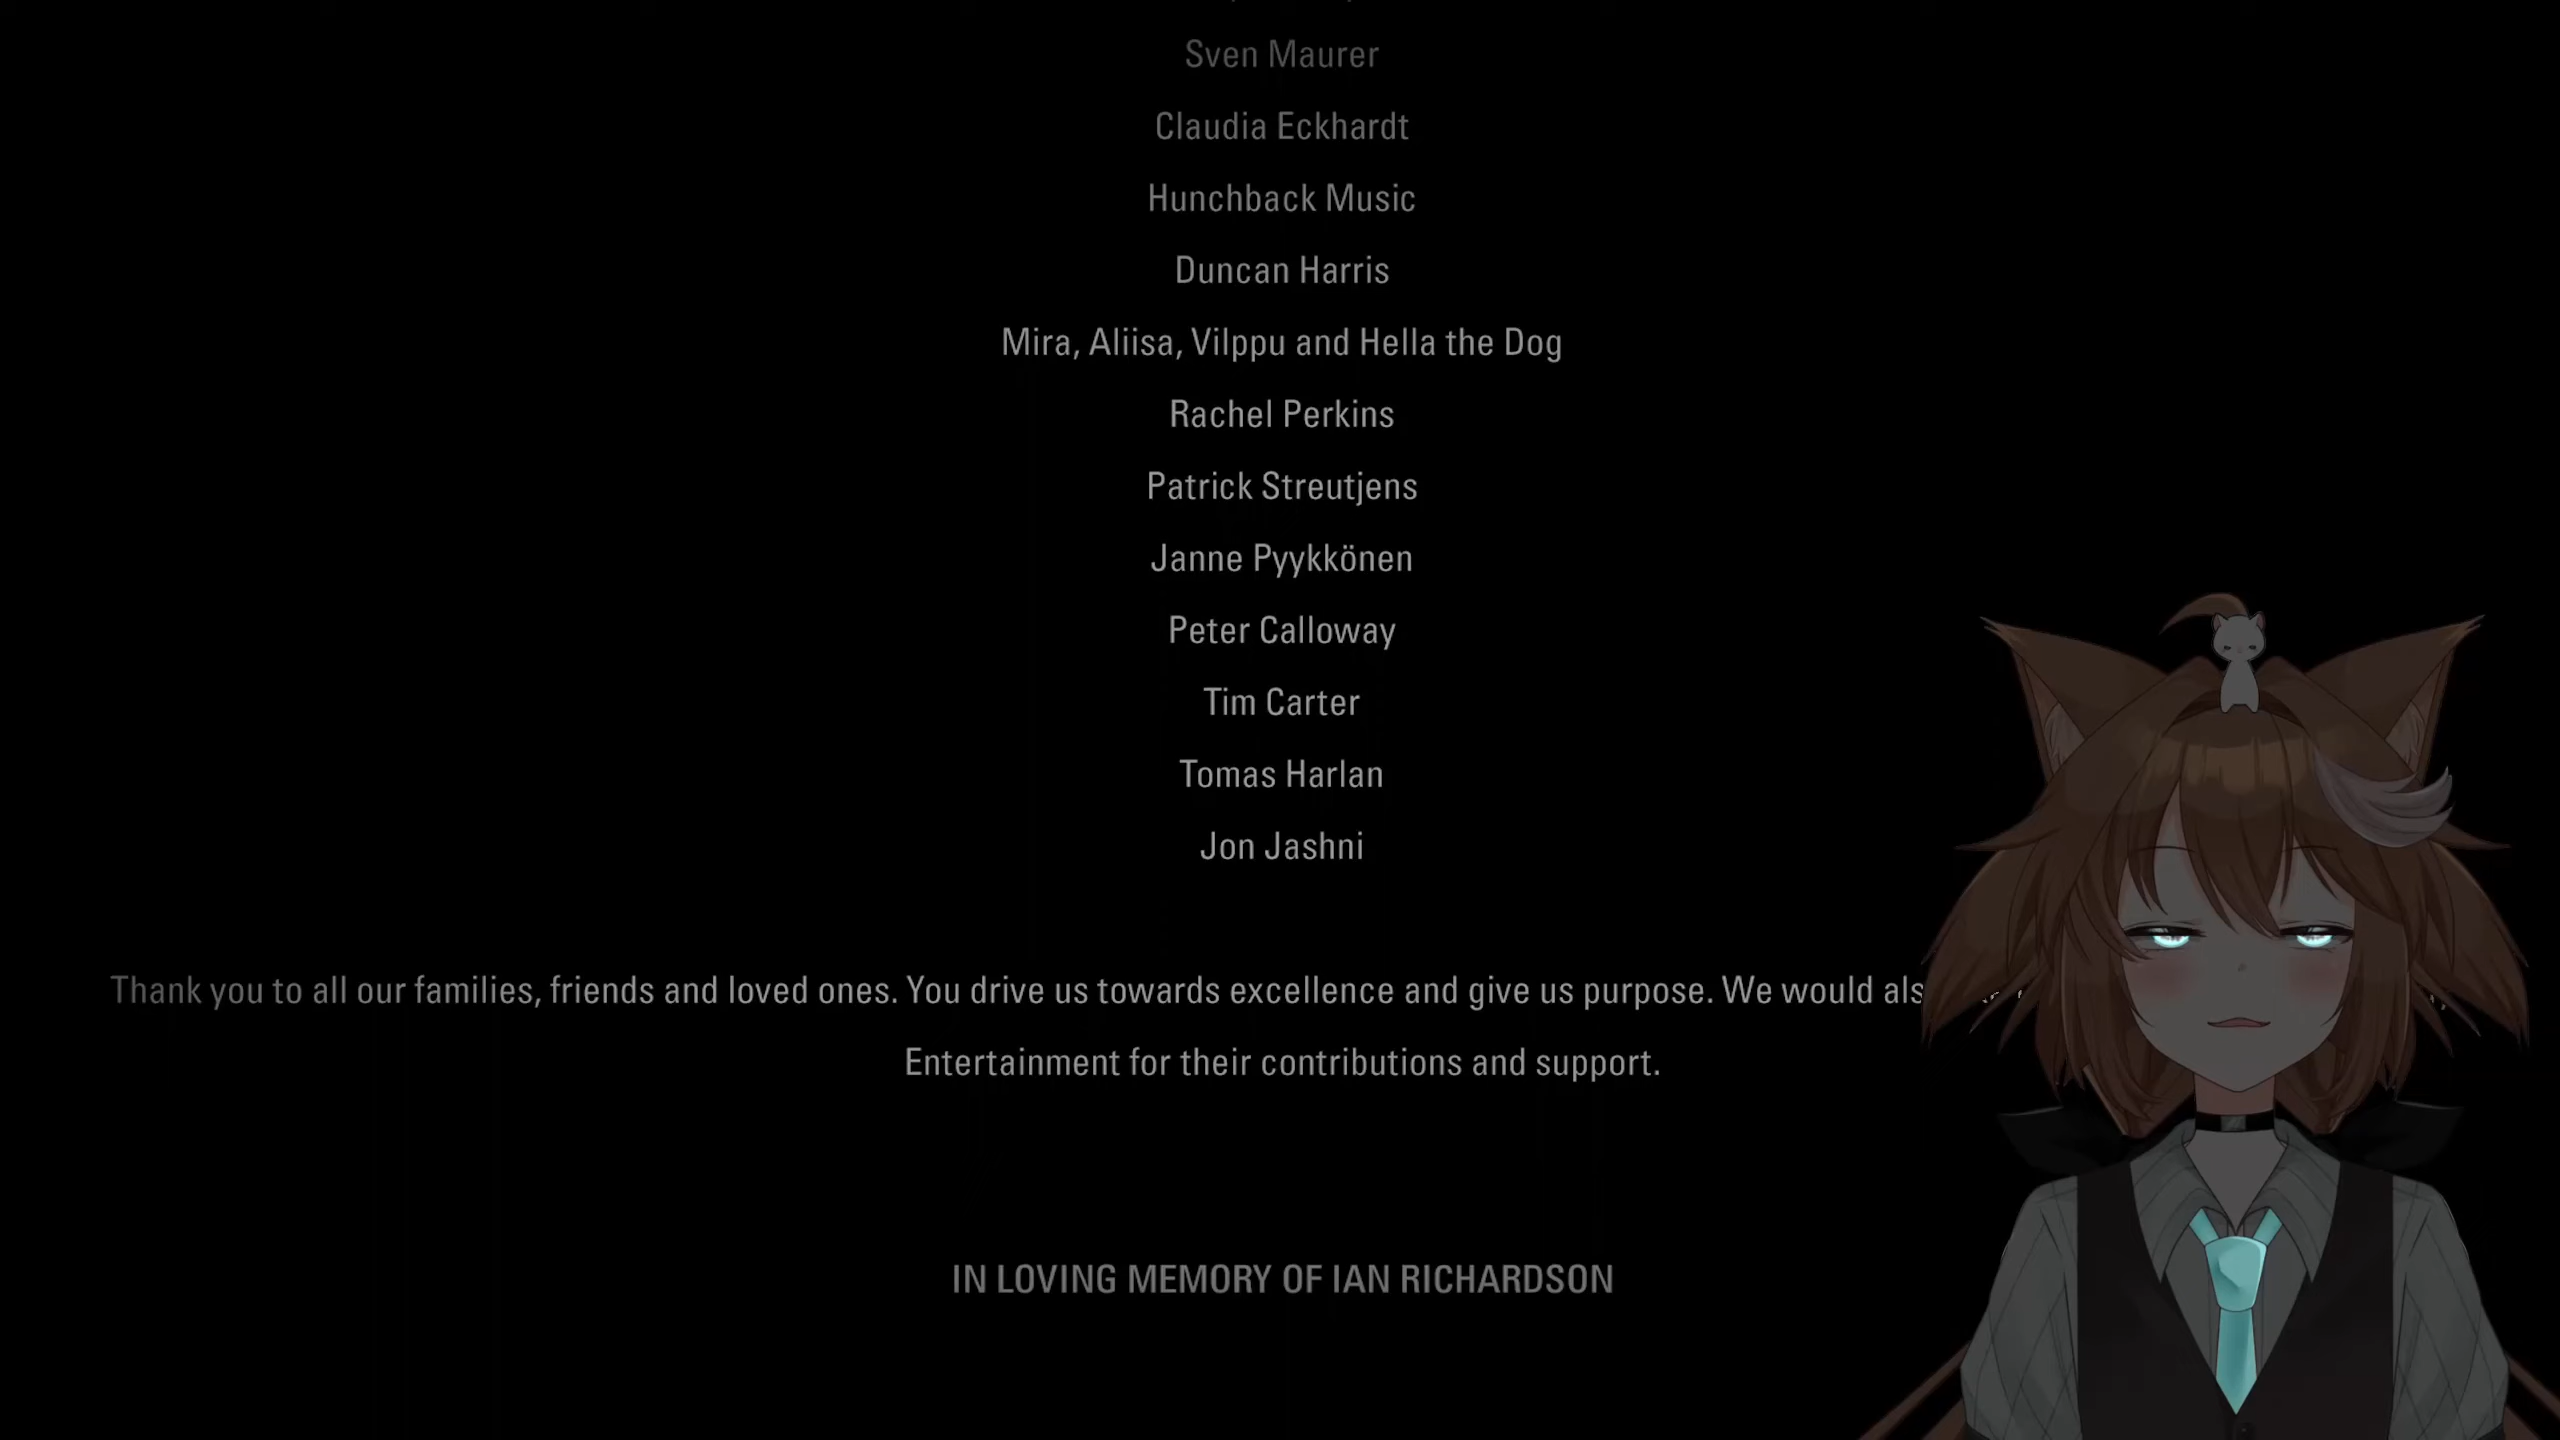 Sven Maurer
Claudia Eckhardt
Hunchback Music
Duncan Harris
Mira, Aliisa, Vilppu and Hella the Dog
Rachel Perkins
Patrick Streutjens
Janne Pyykkönen
Peter Calloway
Tim Carter
Tomas Harlan
Jon Jashni
Thank you to all our families, friends and loved ones. You drive us towards excellence and give us purpose. We would
Entertainment for their contributions and support.
IN LOVING MEMORY OF IAN RICHARDSON